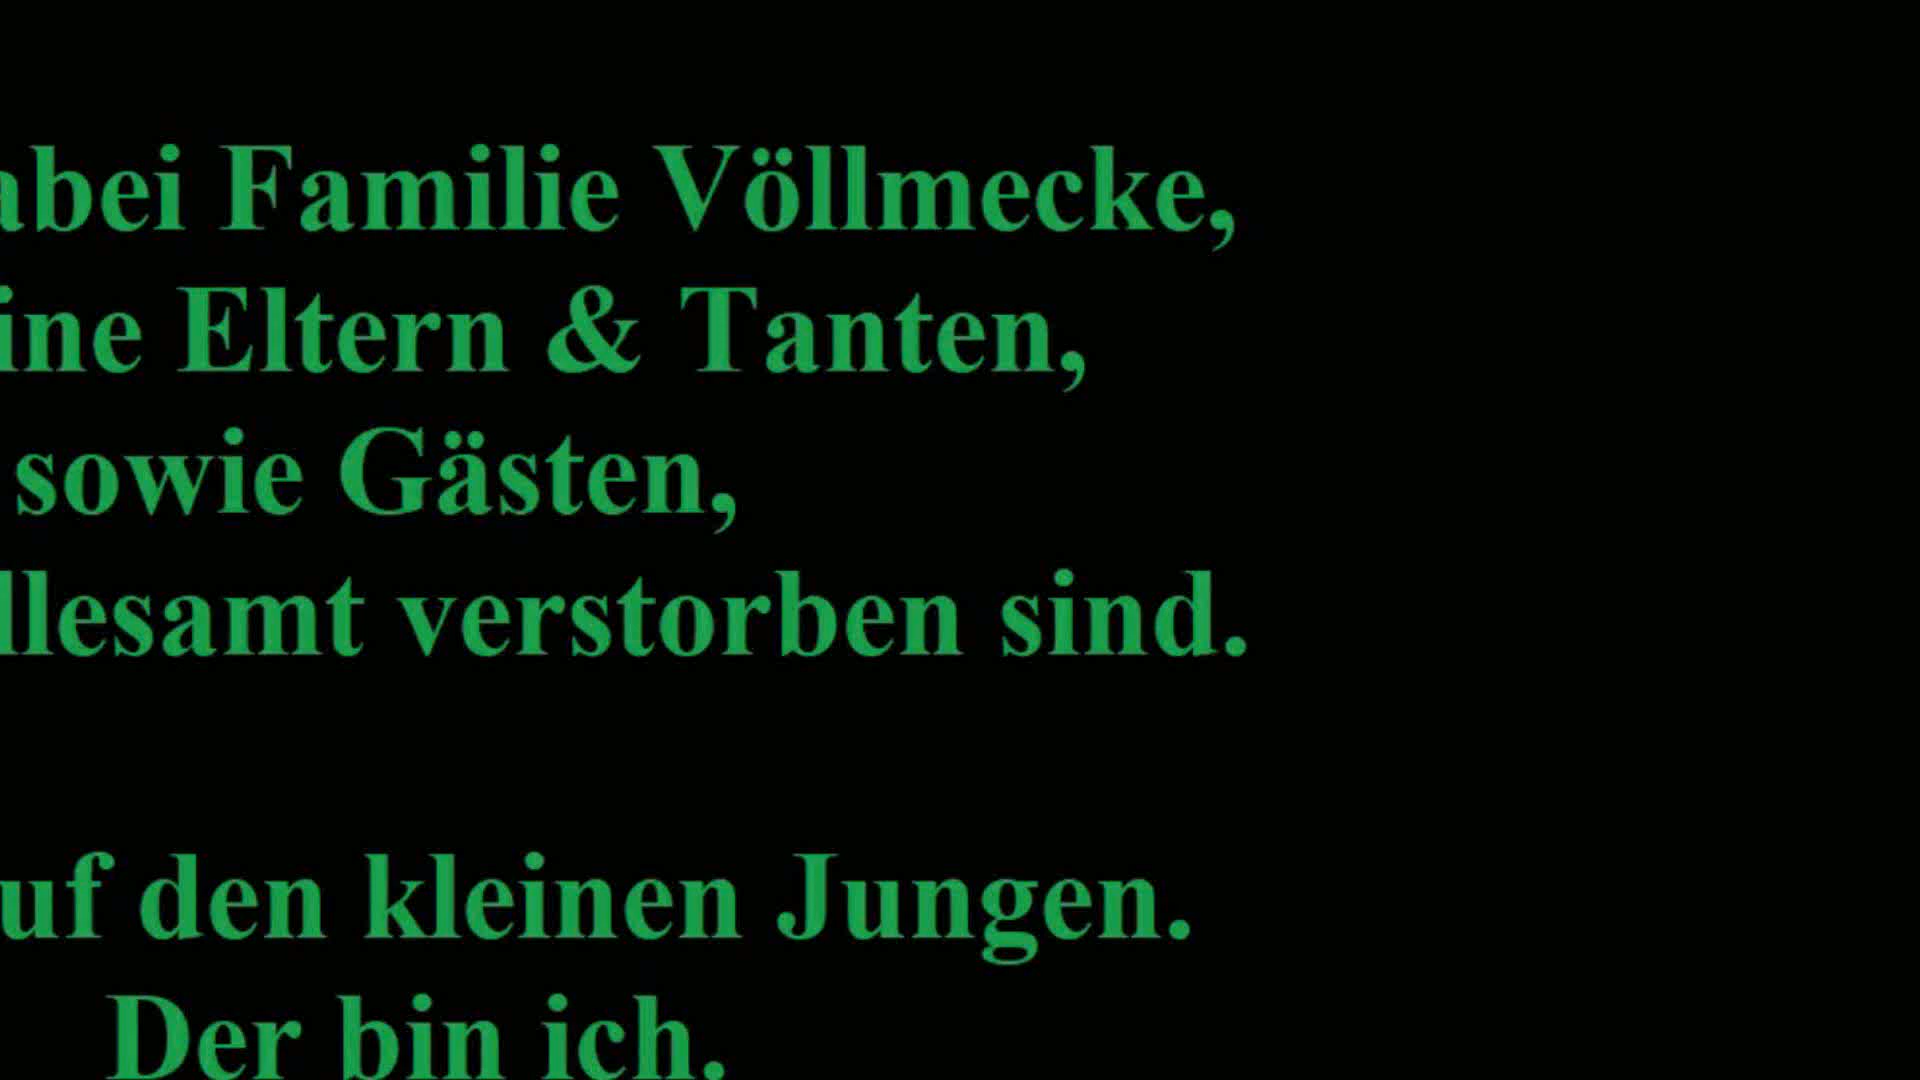 abei Familie Völlmecke,
ine Eltern & Tanten,
sowie Gästen,
llesamt verstorben sind.
uf den kleinen Jungen.
Der bin ich.